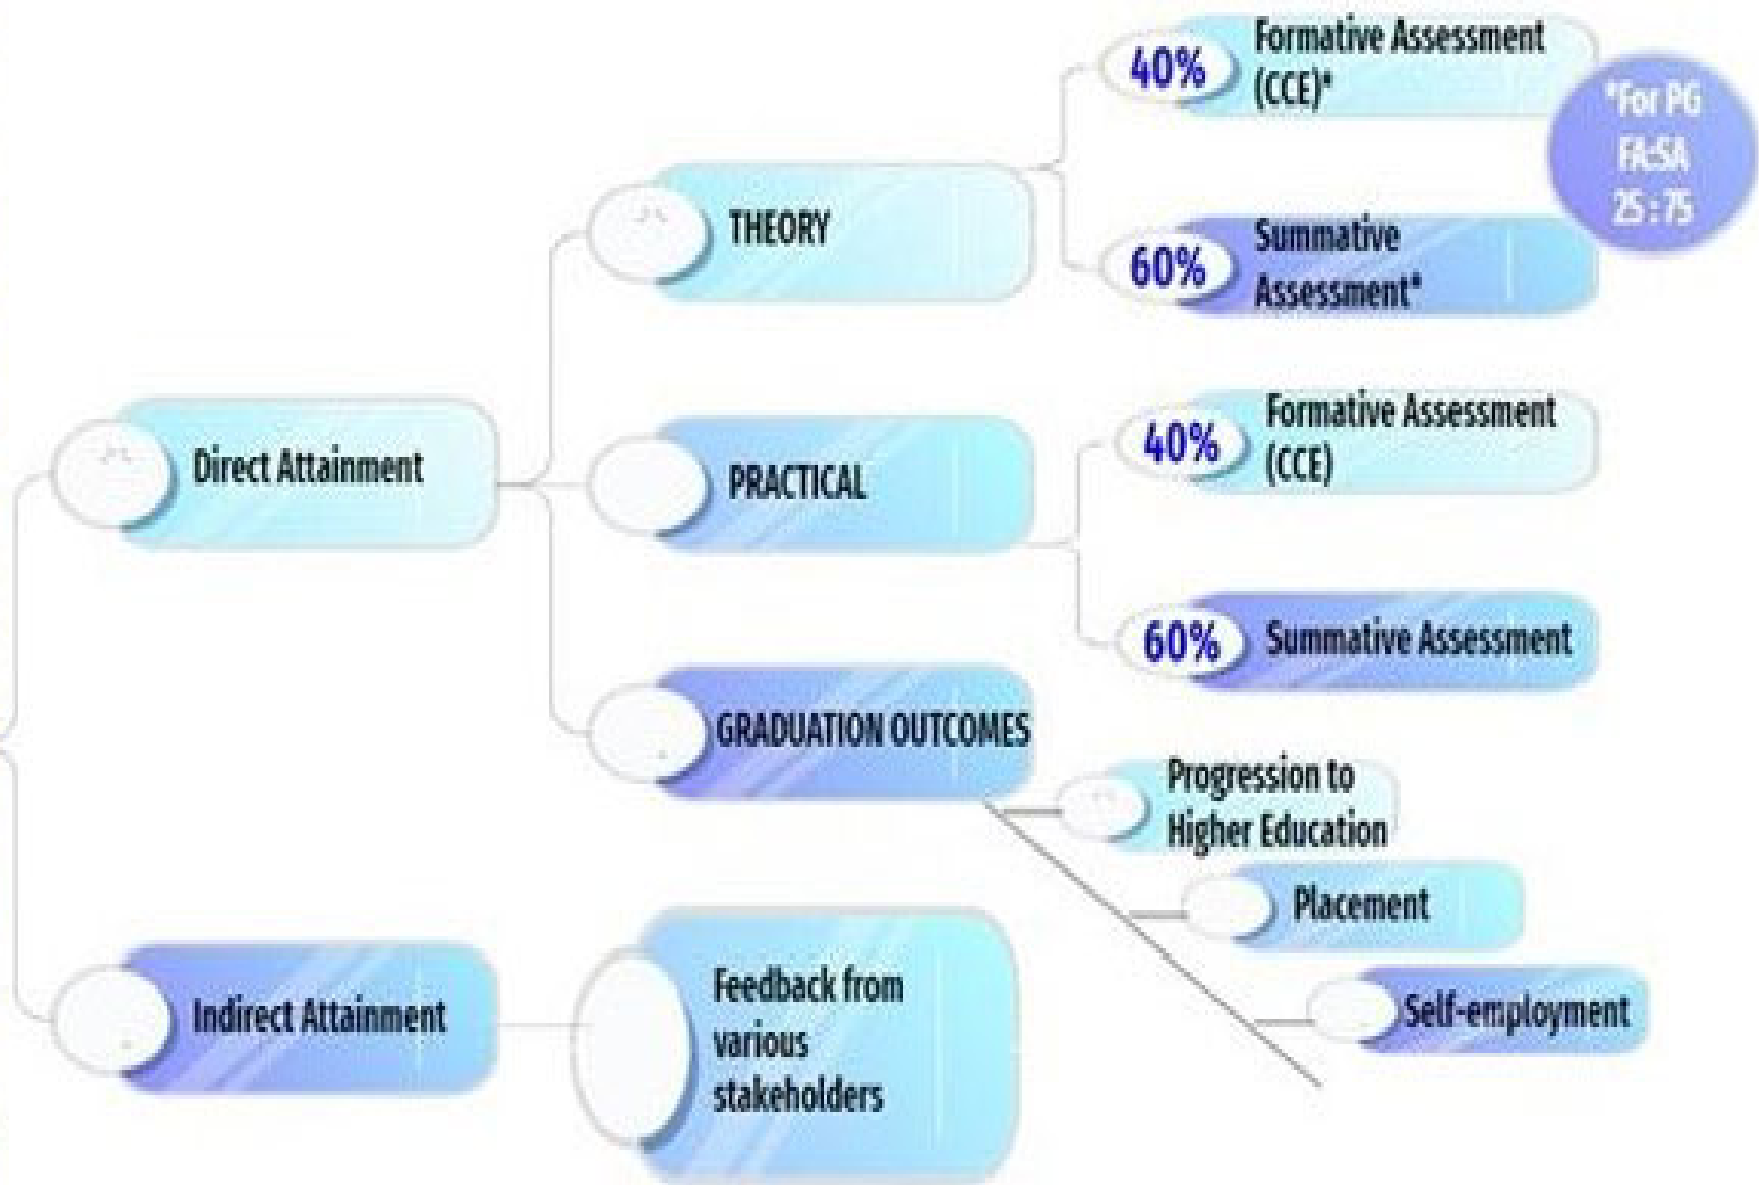 40%
Formative Assessment
(CCE)*
*For PG
FA:SA
25 : 75
THEORY
60%
Summative
Assessment*
Direct Attainment
PRACTICAL
40%
Formative Assessment
(CCE)
60%
Summative Assessment
GRADUATION OUTCOMES
Progression to
Higher Education
Placement
Self-employment
Indirect Attainment
Feedback from
various
stakeholders